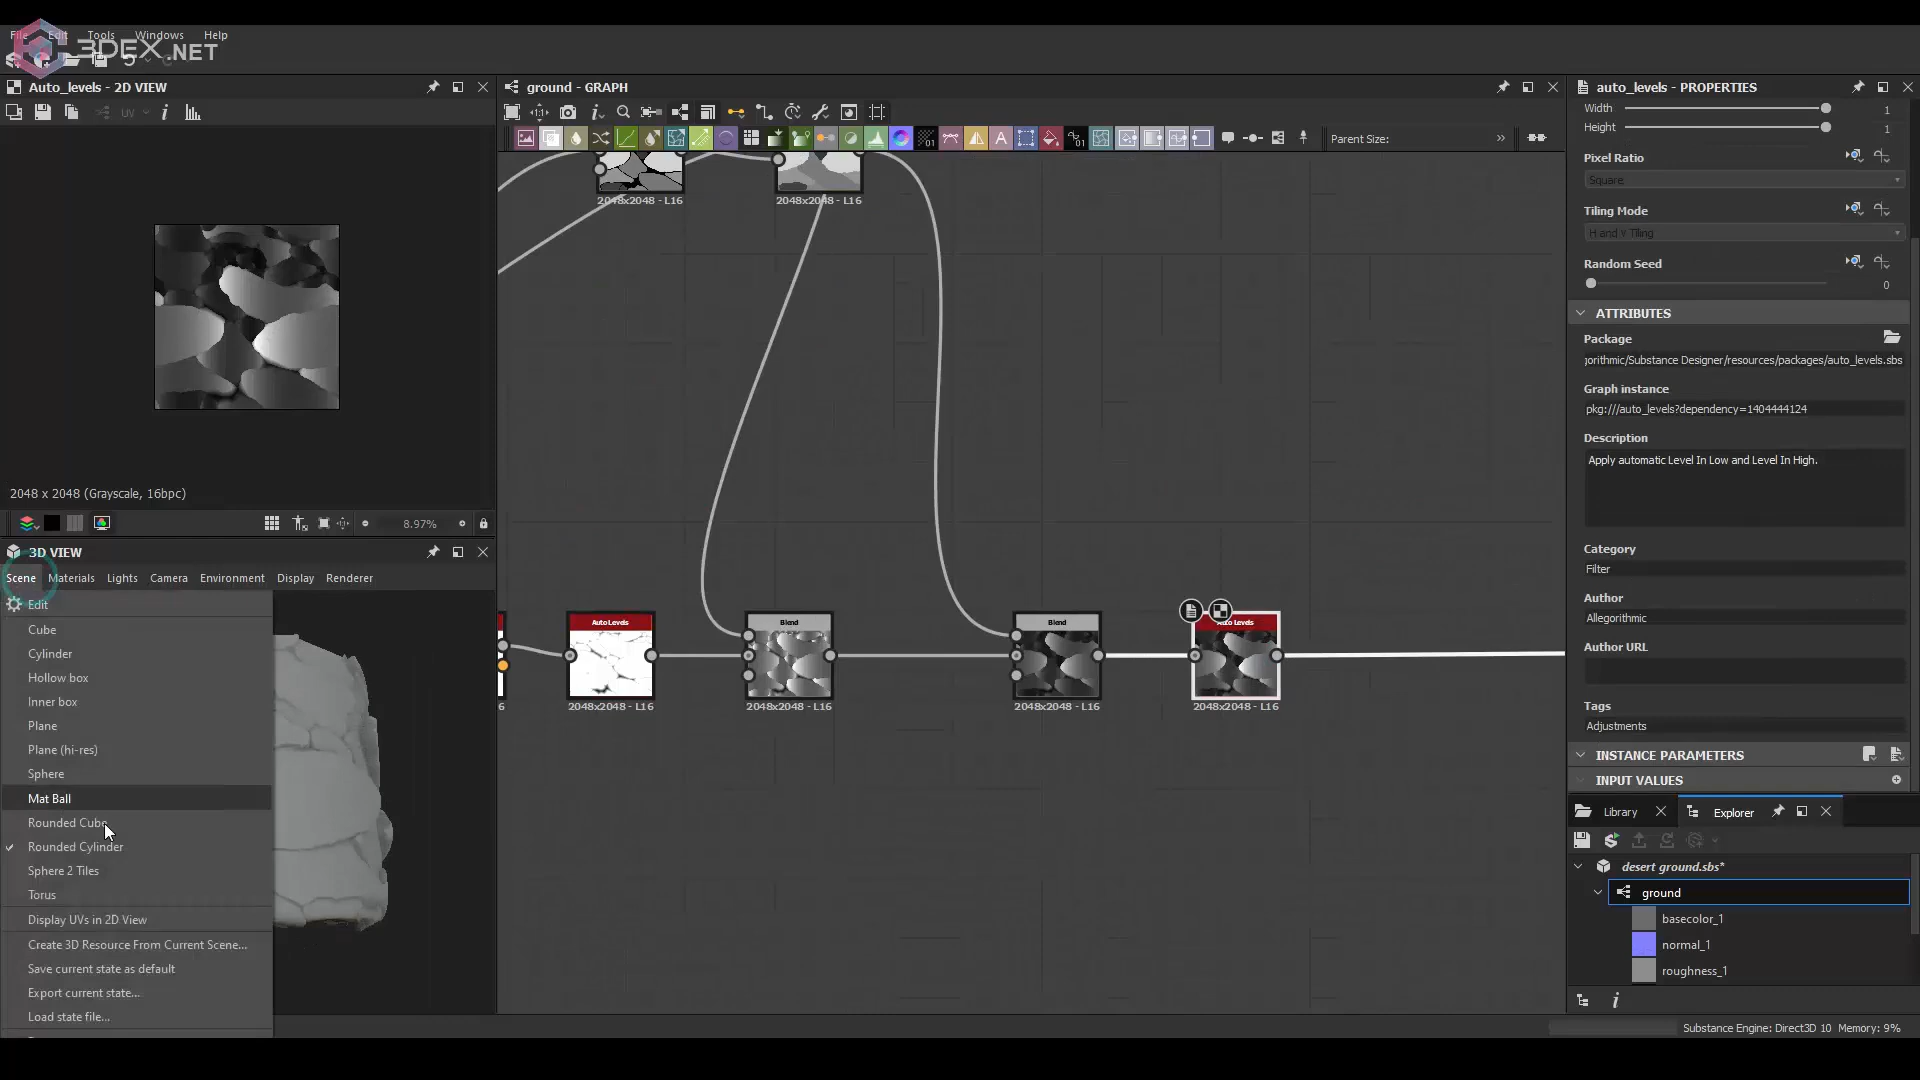 File Edit Tools Windows Help
3DEX.NET
Auto_levels - 2D VIEW
UV
2048 x 2048 (Grayscale, 16bpc)
8.97%
3D VIEW
Scene Materials Lights Camera Environment Display Renderer
Edit
Cube
Cylinder
Hollow box
Inner box
Plane
Plane (hi-res)
Sphere
Mat Ball
Rounded Cube
Rounded Cylinder
Sphere 2 Tiles
Torus
Display UVs in 2D View
Create 3D Resource From Current Scene...
Save current state as default
Export current state...
Load state file...
ground - GRAPH
Parent Size:
2048x2048 - L16
2048x2048 - L16
Auto Levels
Blend
Blend
Auto Levels
6
2048x2048 - L16
2048x2048 - L16
2048x2048 - L16
2048x2048 - L16
auto_levels - PROPERTIES
Width 1
Height 1
Pixel Ratio
Square
Tiling Mode
H and V Tiling
Random Seed
0
ATTRIBUTES
Package
gorithmic/Substance Designer/resources/packages/auto_levels.sbs
Graph instance
pkg:///auto_levels?dependency=1404444124
Description
Apply automatic Level In Low and Level In High.
Category
Filter
Author
Allegorithmic
Author URL
Tags
Adjustments
INSTANCE PARAMETERS
INPUT VALUES
Library Explorer
desert ground.sbs*
ground
basecolor_1
normal_1
roughness_1
Substance Engine: Direct3D 10 Memory: 9%